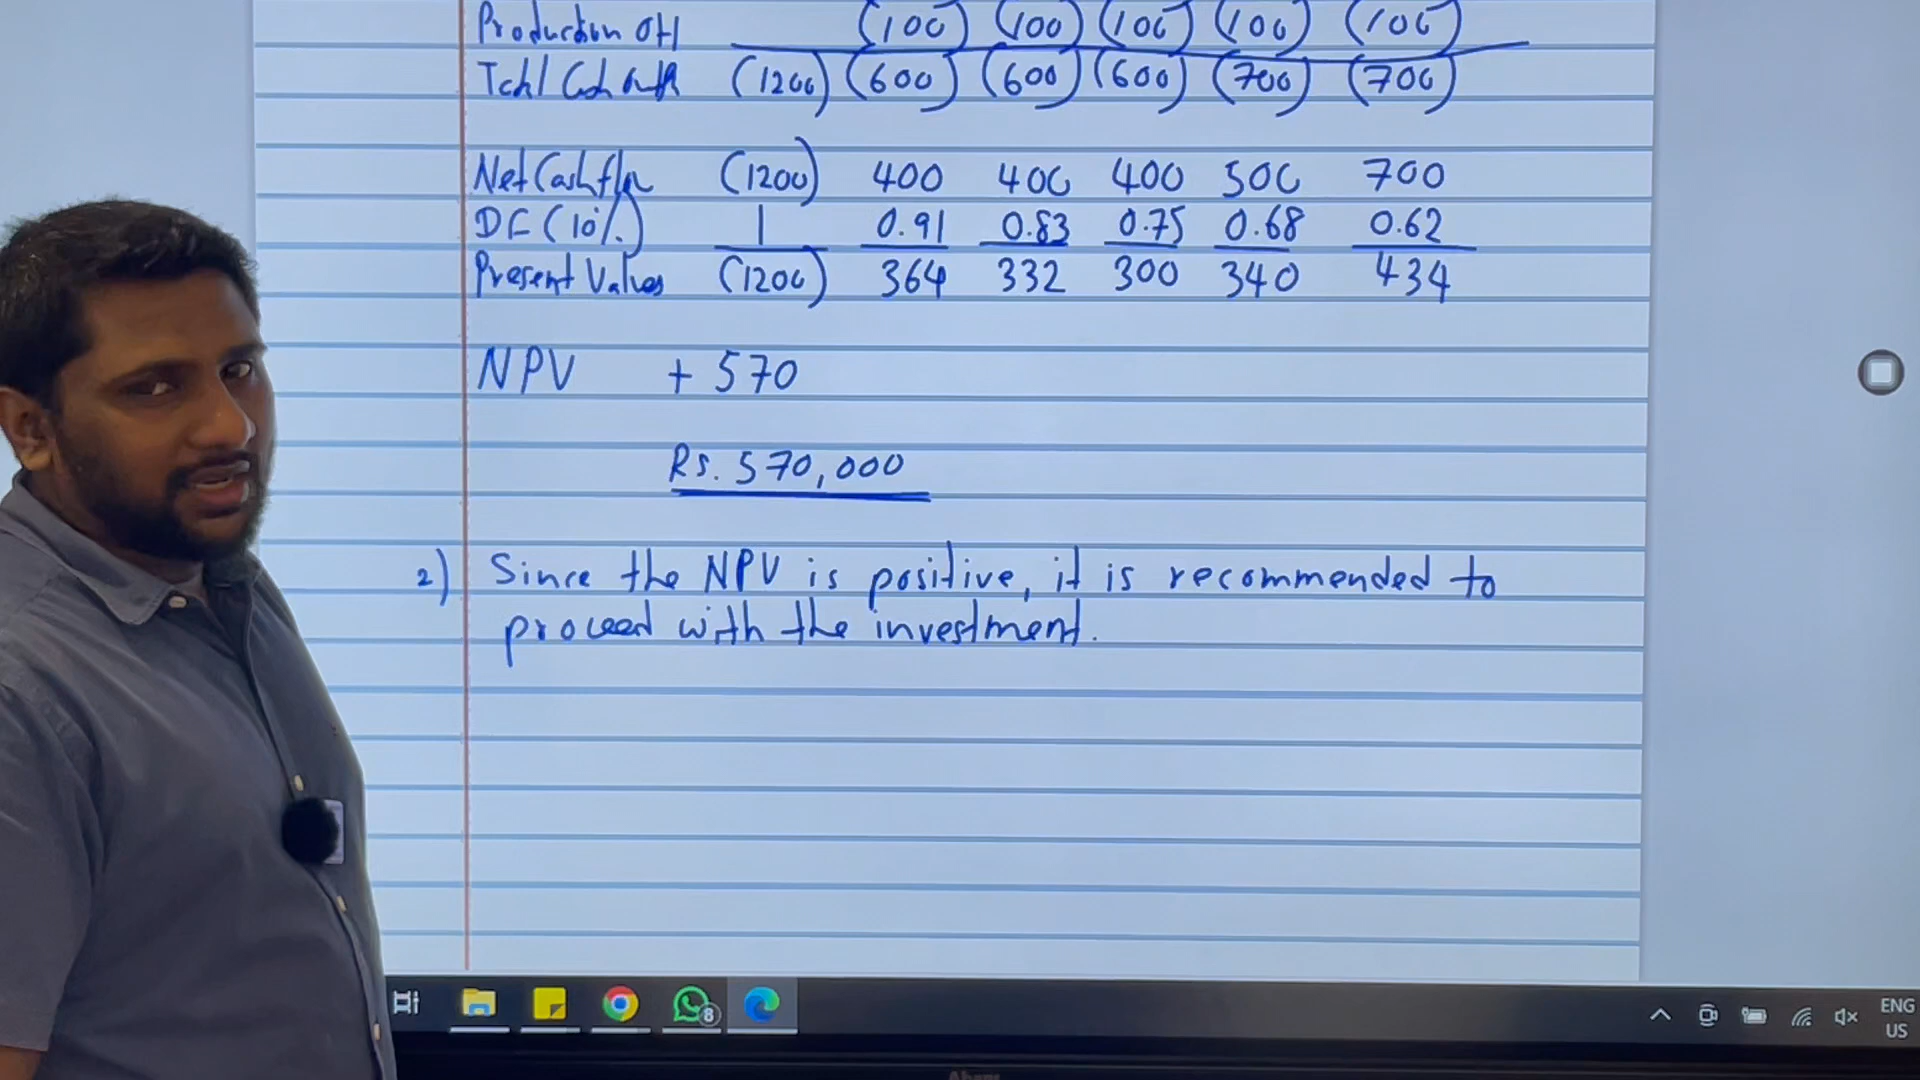 Production OH (100) (100) (100) (100) (100)
Total Cash outfl (1200) (600) (600) (600) (700) (700)
Net Cashflow (1200) 400 400 400 500 700
DF (10%) 1 0.91 0.83 0.75 0.68 0.62
Present Values (1200) 364 332 300 340 434
NPV + 570
Rs. 570,000
2) Since the NPV is positive, it is recommended to
proceed with the investment.
8
ENG
US